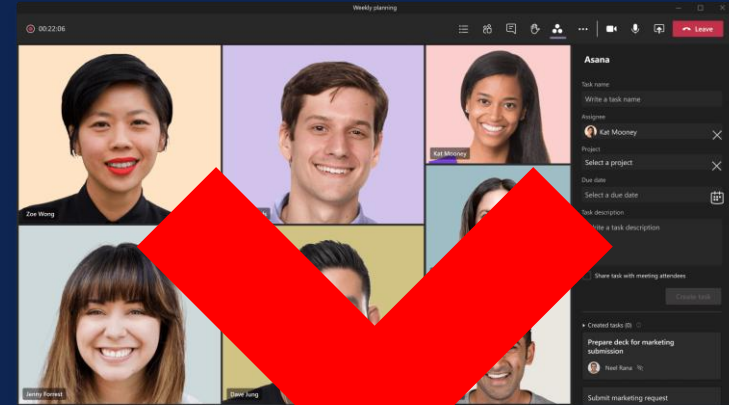 Weekly planning
00:22:06
Leave
Asana
Task name
Write a task name
Assignee
Kat Mooney
Project
Select a project
Due date
Select a due date
Task description
Write a task description
Share task with meeting attendees
Create task
Created tasks (0)
Prepare deck for marketing
submission
Neel Rana
Submit marketing request
Kat Mooney
Zoe Wong
Jenny Forrest
Dave Jung